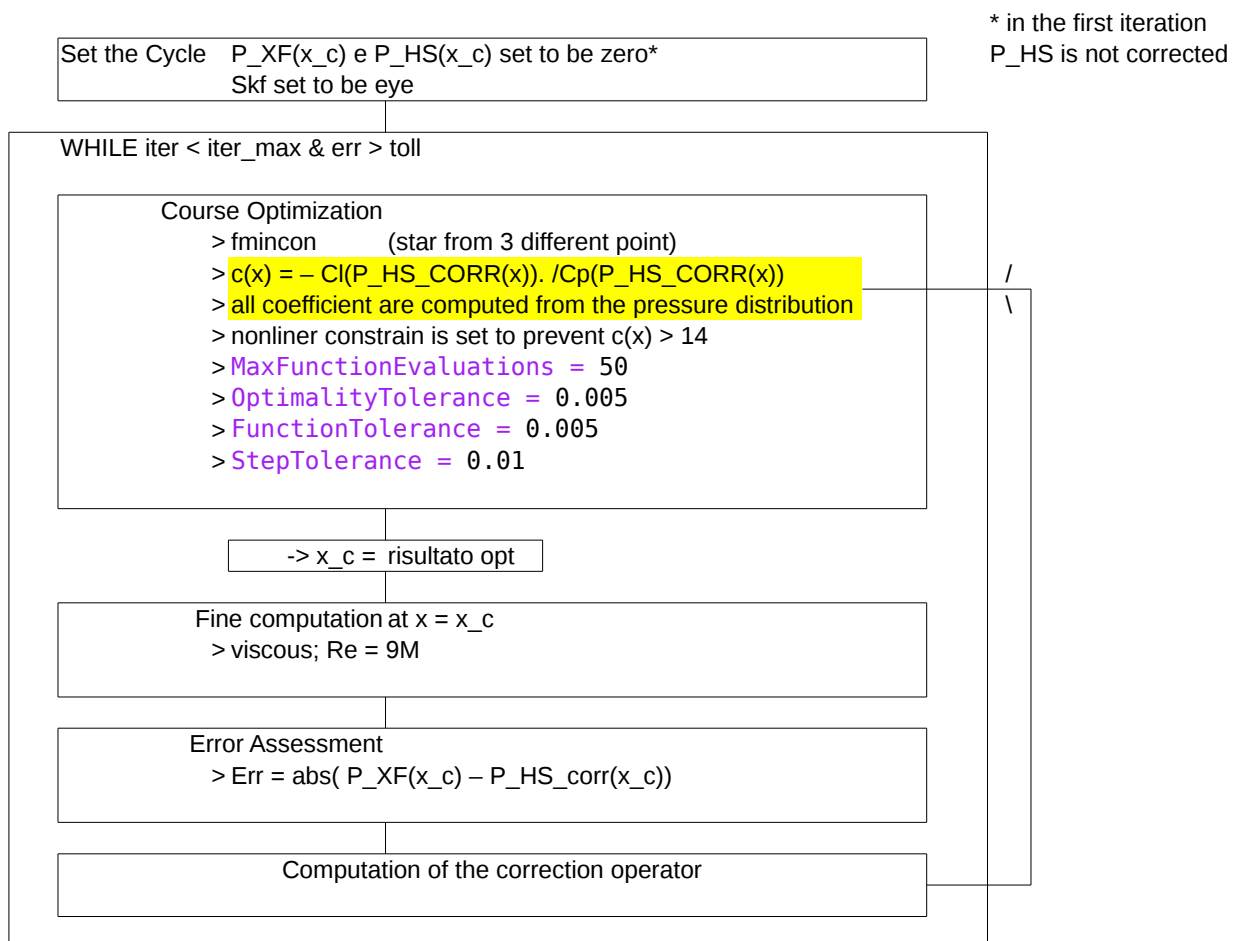 * in the first iteration
P_HS is not corrected
Set the Cycle P_XF(x_c) e P_HS(x_c) set to be zero*
Skf set to be eye
WHILE iter < iter_max & err > toll
Course Optimization
> fmincon (star from 3 different point)
> c(x) = – Cl(P_HS_CORR(x)). /Cp(P_HS_CORR(x))
> all coefficient are computed from the pressure distribution
> nonliner constrain is set to prevent c(x) > 14
> MaxFunctionEvaluations = 50
> OptimalityTolerance = 0.005
> FunctionTolerance = 0.005
> StepTolerance = 0.01
/
\
-> x_c = risultato opt
Fine computation at x = x_c
> viscous; Re = 9M
Error Assessment
> Err = abs( P_XF(x_c) – P_HS_corr(x_c))
Computation of the correction operator